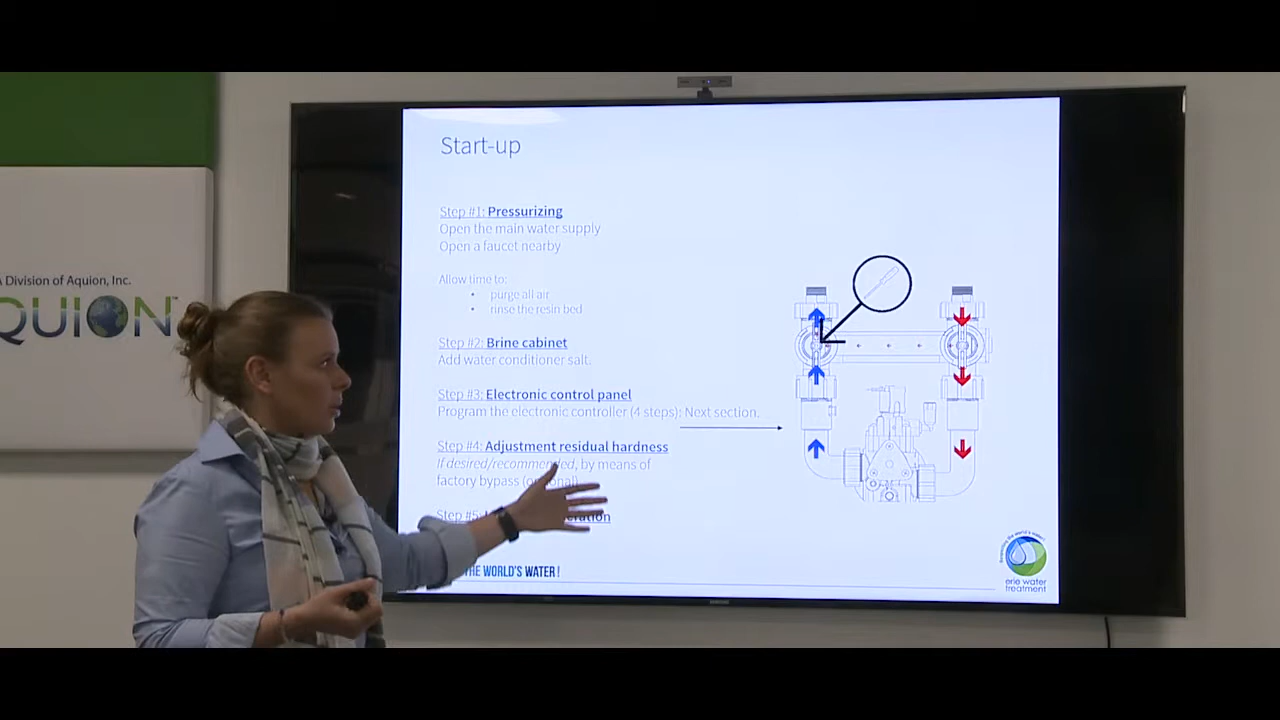 A Division of Aquion, Inc.
QUION™
Start-up
Step #1: Pressurizing
Open the main water supply
Open a faucet nearby
Allow time to:
• purge all air
• rinse the resin bed
Step #2: Brine cabinet
Add water conditioner salt.
Step #3: Electronic control panel
Program the electronic controller (4 steps): Next section.
Step #4: Adjustment residual hardness
If desired/recommended, by means of
factory bypass (optional)
Step #5:
THE WORLD'S WATER!
erie water
treatment